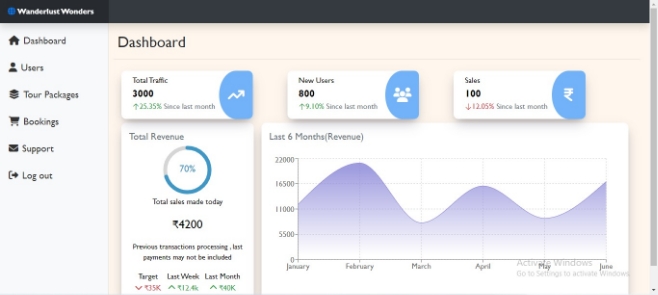 Wanderlust Wonders
Dashboard
Users
Tour Packages
Bookings
Support
Log out
Dashboard
Total Traffic
3000
↑25.35% Since last month
New Users
800
↑9.10% Since last month
Sales
100
↓12.05% Since last month
₹
Total Revenue
70%
Total sales made today
₹4200
Previous transactions processing , last
payments may not be included
Target Last Week Last Month
₹35K ₹12.4k ₹40K
Last 6 Months(Revenue)
22000
16500
11000
5500
0
January February March April May June
Activate Windows
Go to Settings to activate Windows